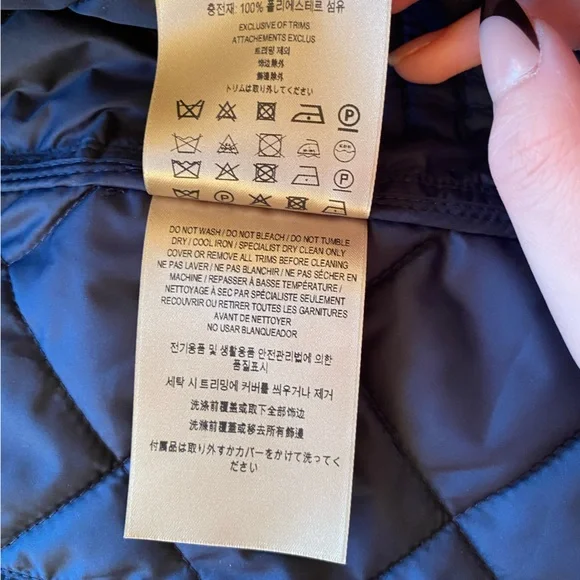 충전재: 100% 폴리에스테르 섬유
EXCLUSIVE OF TRIMS
ATTACHEMENTS EXCLUS
트리밍 제외
饰边除外
飾邊除外
トリムは取り外してください
DO NOT WASH / DO NOT BLEACH / DO NOT TUMBLE
DRY / COOL IRON / SPECIALIST DRY CLEAN ONLY
COVER OR REMOVE ALL TRIMS BEFORE CLEANING
NE PAS LAVER / NE PAS BLANCHIR / NE PAS SÉCHER EN
MACHINE / REPASSER À BASSE TEMPÉRATURE /
NETTOYAGE À SEC PAR SPÉCIALISTE SEULEMENT
RECOUVRIR OU RETIRER TOUTES LES GARNITURES
AVANT DE NETTOYER
NO USAR BLANQUEADOR
전기용품 및 생활용품 안전관리법에 의한
품질표시
세탁 시 트리밍에 커버를 씌우거나 제거
洗涤前覆盖或取下全部饰边
洗滌前覆蓋或移去所有飾邊
付属品は取り外すかカバーをかけて洗ってく
ださい